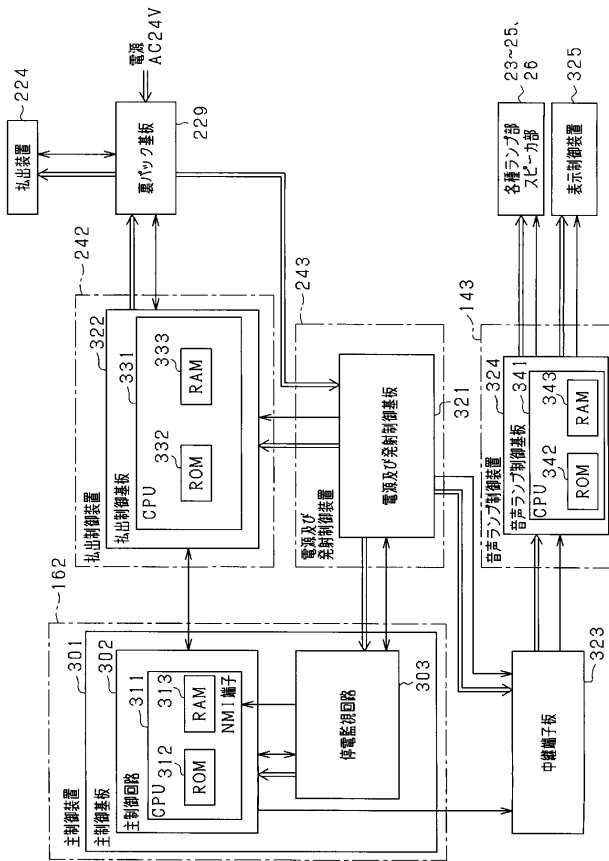 162
主制御装置
301
主制御基板
302
主制御回路
311
CPU
312
ROM
313
RAM
NMI端子
停電監視回路
303
242
払出制御装置
322
払出制御基板
331
CPU
332
ROM
333
RAM
払出装置
224
裏パック基板
229
電源
AC24V
243
電源及び
発射制御装置
電源及び発射制御基板
321
中継端子板
323
143
音声ランプ制御装置
324
音声ランプ制御基板
341
CPU
342
ROM
343
RAM
各種ランプ部
スピーカ部
23~25、
26
表示制御装置
325